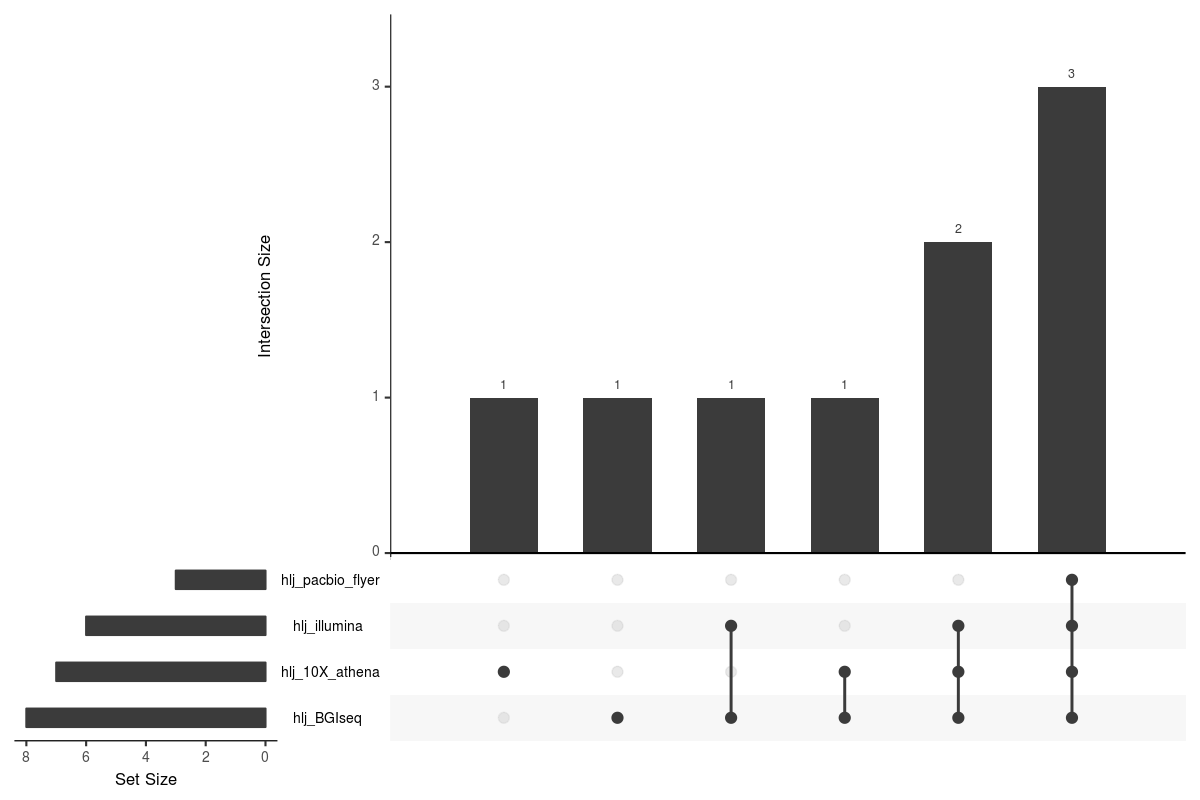 3
3
2
2
1
1
1
1
1
0
Intersection Size
hlj_pacbio_flyer
hlj_illumina
hlj_10X_athena
hlj_BGIseq
8 6 4 2 0
Set Size